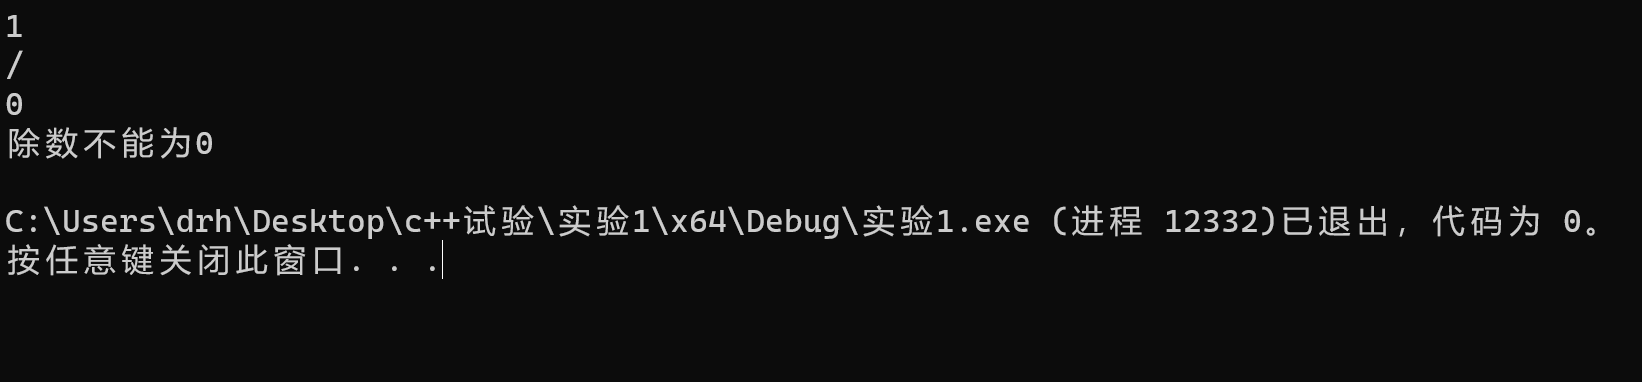 1
/
0
除数不能为0
C:\Users\drh\Desktop\c++试验\实验1\x64\Debug\实验1.exe (进程 12332)已退出，代码为 0。
按任意键关闭此窗口. . .